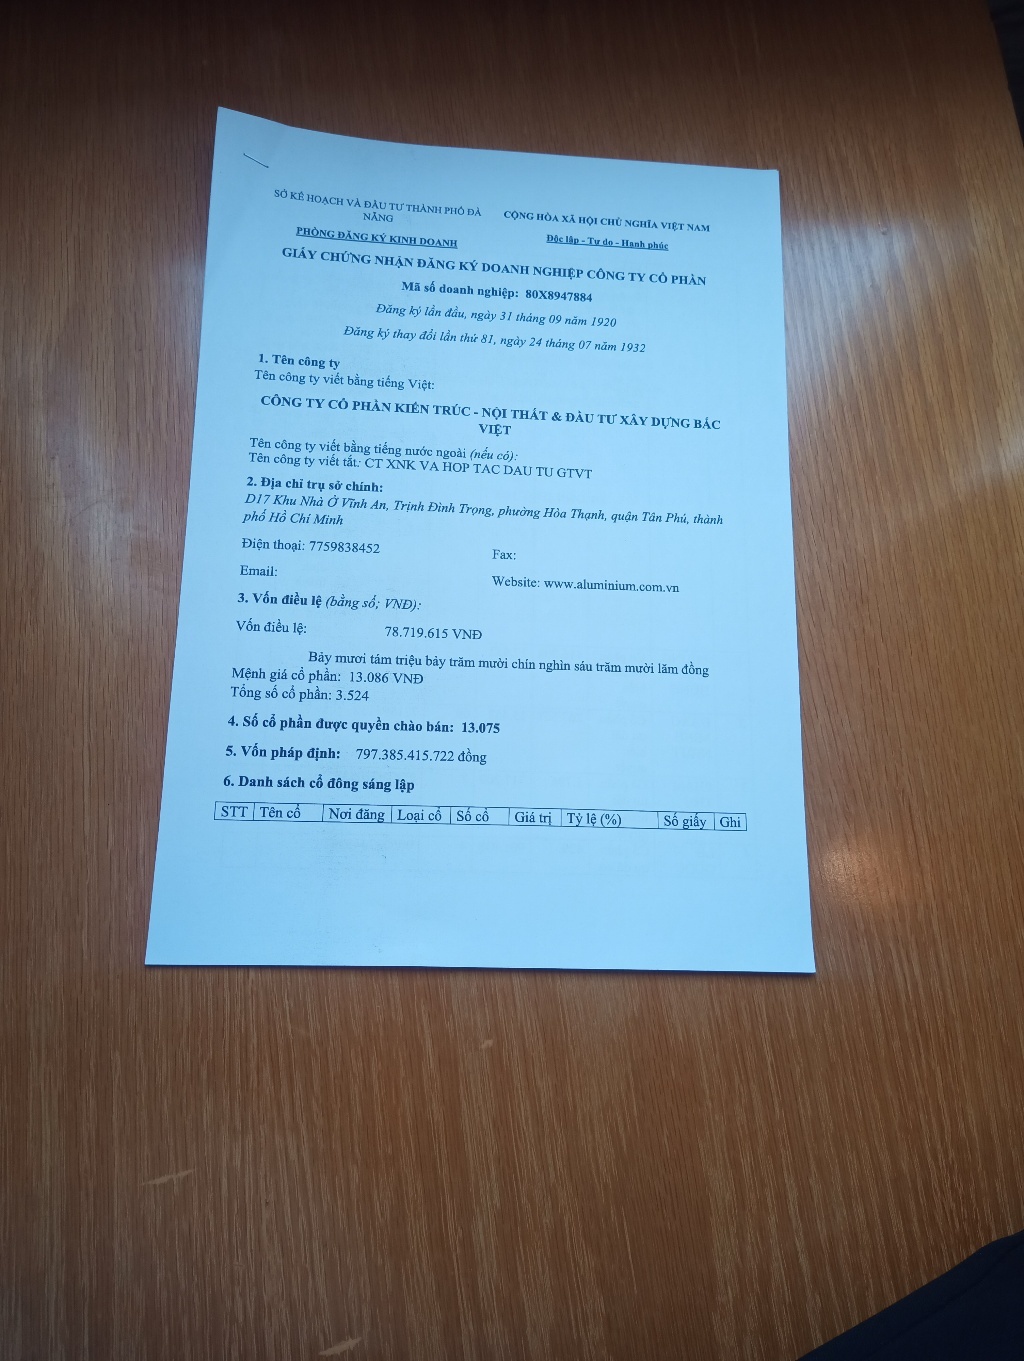 SỞ KẾ HOẠCH VÀ ĐẦU TƯ THÀNH PHỐ ĐÀ
NẴNG
CỘNG HÒA XÃ HỘI CHỦ NGHĨA VIỆT NAM
PHÒNG ĐĂNG KÝ KINH DOANH
Độc lập - Tự do - Hạnh phúc
GIẤY CHỨNG NHẬN ĐĂNG KÝ DOANH NGHIỆP CÔNG TY CỔ PHẦN
Mã số doanh nghiệp: 80X8947884
Đăng ký lần đầu, ngày 31 tháng 09 năm 1920
Đăng ký thay đổi lần thứ 81, ngày 24 tháng 07 năm 1932
1. Tên công ty
Tên công ty viết bằng tiếng Việt:
CÔNG TY CỔ PHẦN KIẾN TRÚC - NỘI THẤT & ĐẦU TƯ XÂY DỰNG BẮC
VIỆT
Tên công ty viết bằng tiếng nước ngoài (nếu có):
Tên công ty viết tắt: CT XNK VA HOP TAC DAU TU GTVT
2. Địa chỉ trụ sở chính:
D17 Khu Nhà Ở Vĩnh An, Trịnh Đình Trọng, phường Hòa Thạnh, quận Tân Phú, thành
phố Hồ Chí Minh
Điện thoại: 7759838452
Fax:
Email:
Website: www.aluminium.com.vn
3. Vốn điều lệ (bằng số; VNĐ):
Vốn điều lệ: 78.719.615 VNĐ
Bảy mươi tám triệu bảy trăm mười chín nghìn sáu trăm mười lăm đồng
Mệnh giá cổ phần: 13.086 VNĐ
Tổng số cổ phần: 3.524
4. Số cổ phần được quyền chào bán: 13.075
5. Vốn pháp định: 797.385.415.722 đồng
6. Danh sách cổ đông sáng lập
STT Tên cổ Nơi đăng Loại cổ Số cổ Giá trị Tỷ lệ (%) Số giấy Ghi